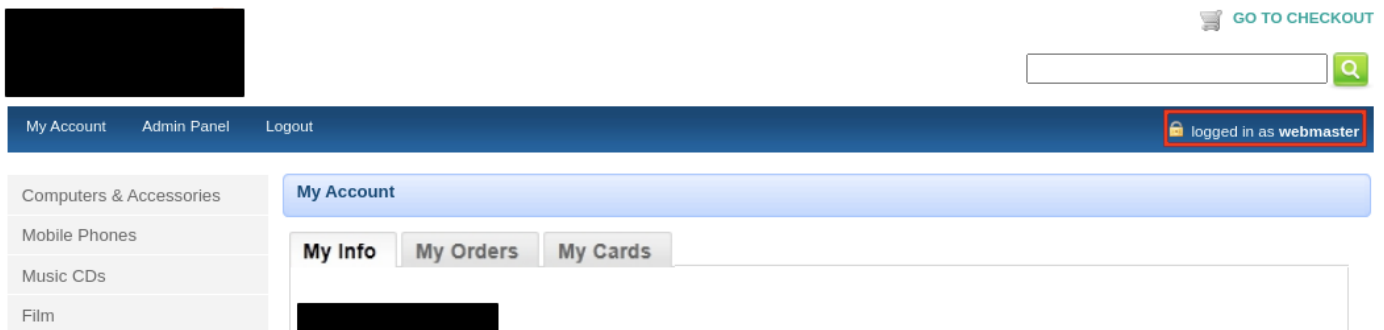 GO TO CHECKOUT
My Account Admin Panel Logout logged in as webmaster
Computers & Accessories
Mobile Phones
Music CDs
Film
My Account
My Info My Orders My Cards